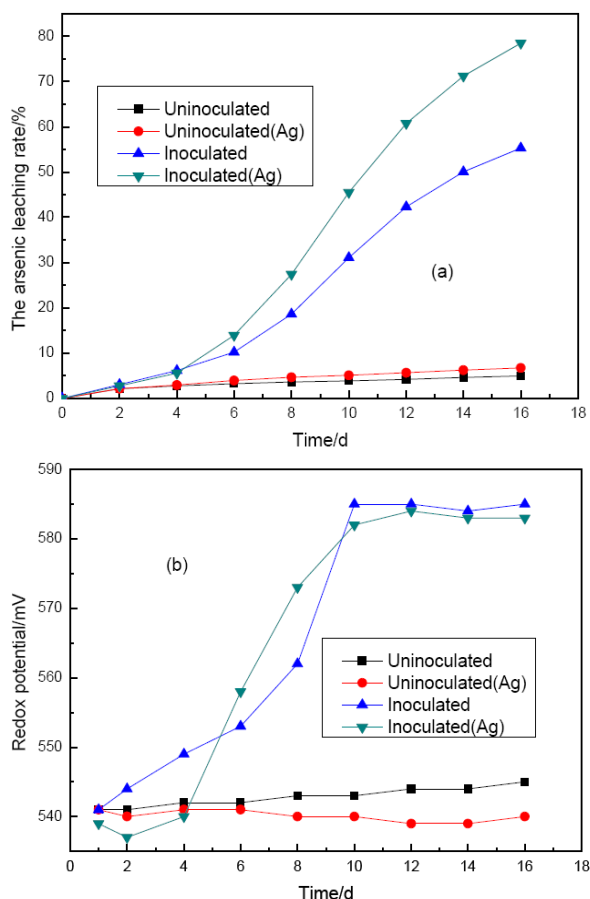 80
70
60
50
40
30
20
10
0
The arsenic leaching rate/%
Uninoculated
Uninoculated(Ag)
Inoculated
Inoculated(Ag)
(a)
0 2 4 6 8 10 12 14 16 18
Time/d
590
580
570
560
550
540
Redox potential/mV
(b)
Uninoculated
Uninoculated(Ag)
Inoculated
Inoculated(Ag)
0 2 4 6 8 10 12 14 16 18
Time/d